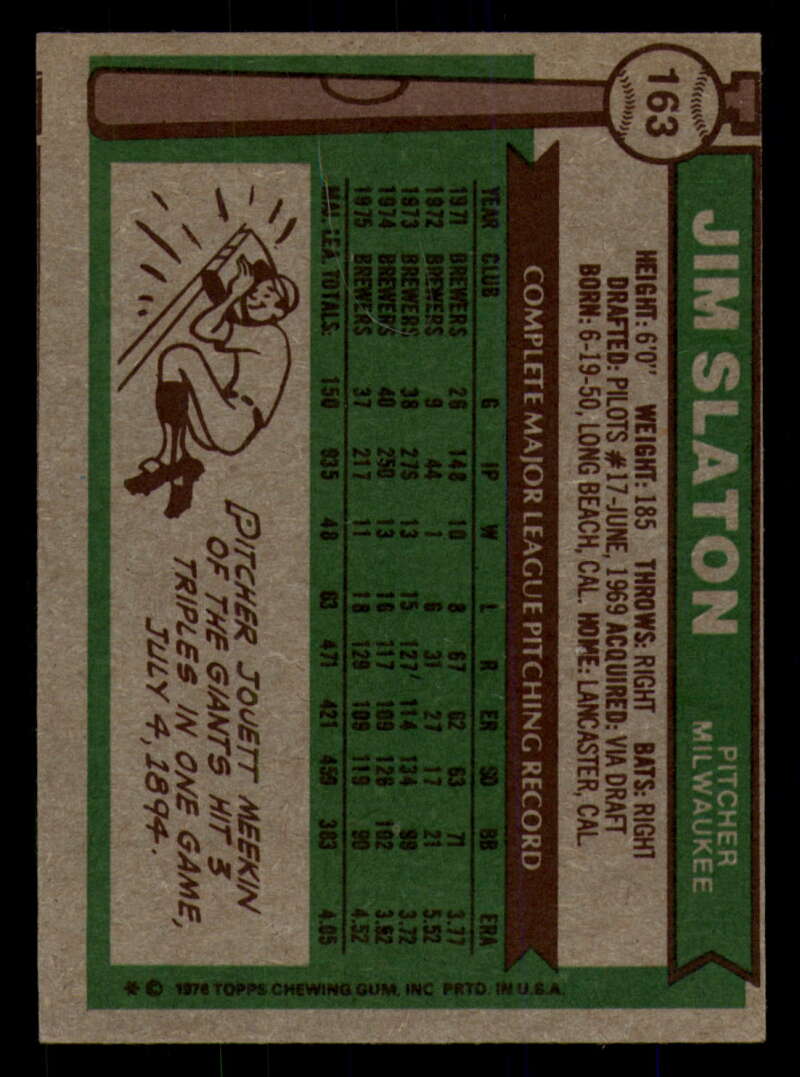 163
JIM SLATON
PITCHER
MILWAUKEE
HEIGHT: 6'0" WEIGHT: 185 THROWS: RIGHT BATS: RIGHT
DRAFTED: PILOTS #17-JUNE, 1969 ACQUIRED: VIA DRAFT
BORN: 6-19-50, LONG BEACH, CAL. HOME: LANCASTER, CAL.
COMPLETE MAJOR LEAGUE PITCHING RECORD
YEAR CLUB G IP W L R ER SO BB ERA
1971 BREWERS 26 148 10 8 67 62 63 71 3.77
1972 BREWERS 9 44 1 6 31 27 17 21 5.52
1973 BREWERS 38 276 13 15 127 114 134 99 3.72
1974 BREWERS 40 250 13 16 117 109 126 102 3.92
1975 BREWERS 37 217 11 18 129 109 119 90 4.52
MAJ. LEA. TOTALS: 150 935 48 63 471 421 459 383 4.05
PITCHER JOUETT MEEKIN
OF THE GIANTS HIT 3
TRIPLES IN ONE GAME,
JULY 4, 1894.
* © 1976 TOPPS CHEWING GUM, INC. PRTD. IN U.S.A.